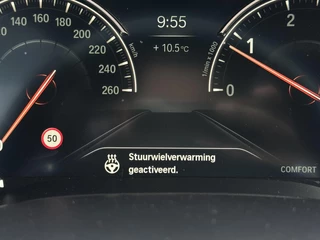 9:55
+ 10.5 °C
120
140
160
180
200
220
240
260
km/h
2
1
0
1/min x 1000
50
Stuurwielverwarming
geactiveerd.
COMFORT